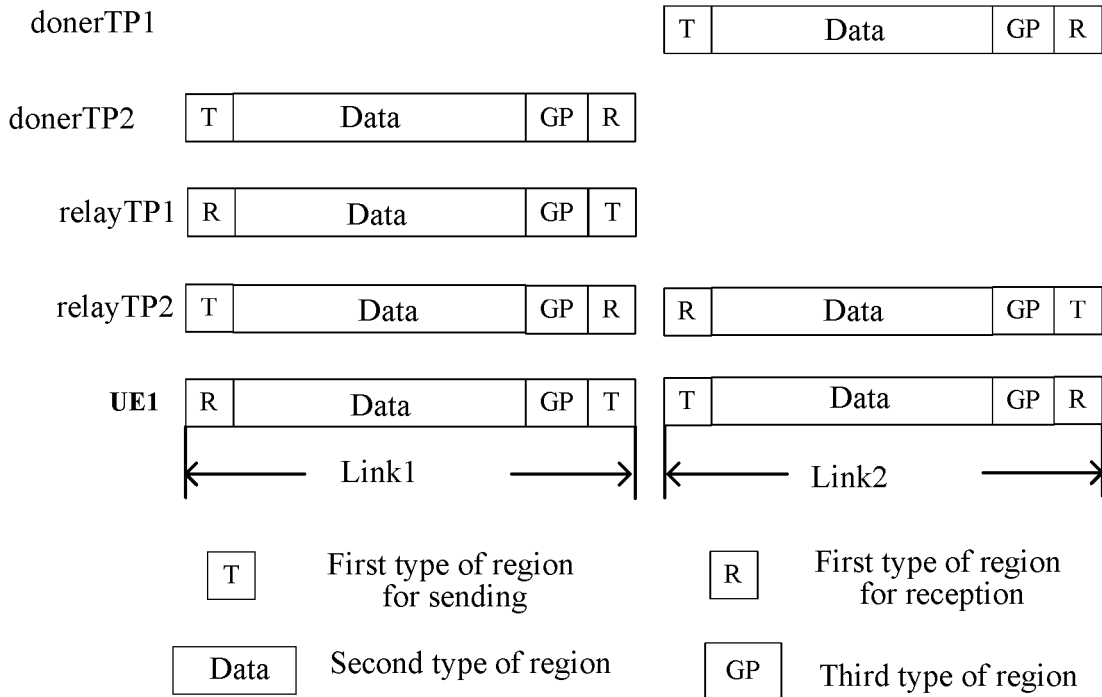 donerTP1 T Data GP R
donerTP2 T Data GP R
relayTP1 R Data GP T
relayTP2 T Data GP R R Data GP T
UE1 R Data GP T T Data GP R
Link1 Link2
T First type of region for sending
R First type of region for reception
Data Second type of region
GP Third type of region